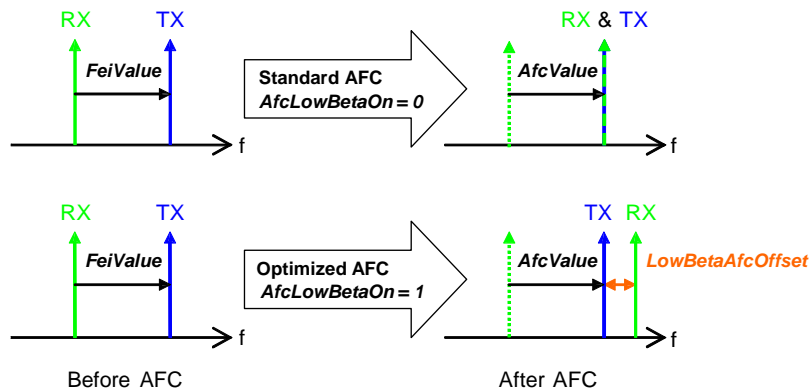 RX TX
FeiValue
f
Standard AFC
AfcLowBetaOn = 0
RX & TX
AfcValue
f
RX TX
FeiValue
f
Optimized AFC
AfcLowBetaOn = 1
TX RX
AfcValue
LowBetaAfcOffset
f
Before AFC
After AFC